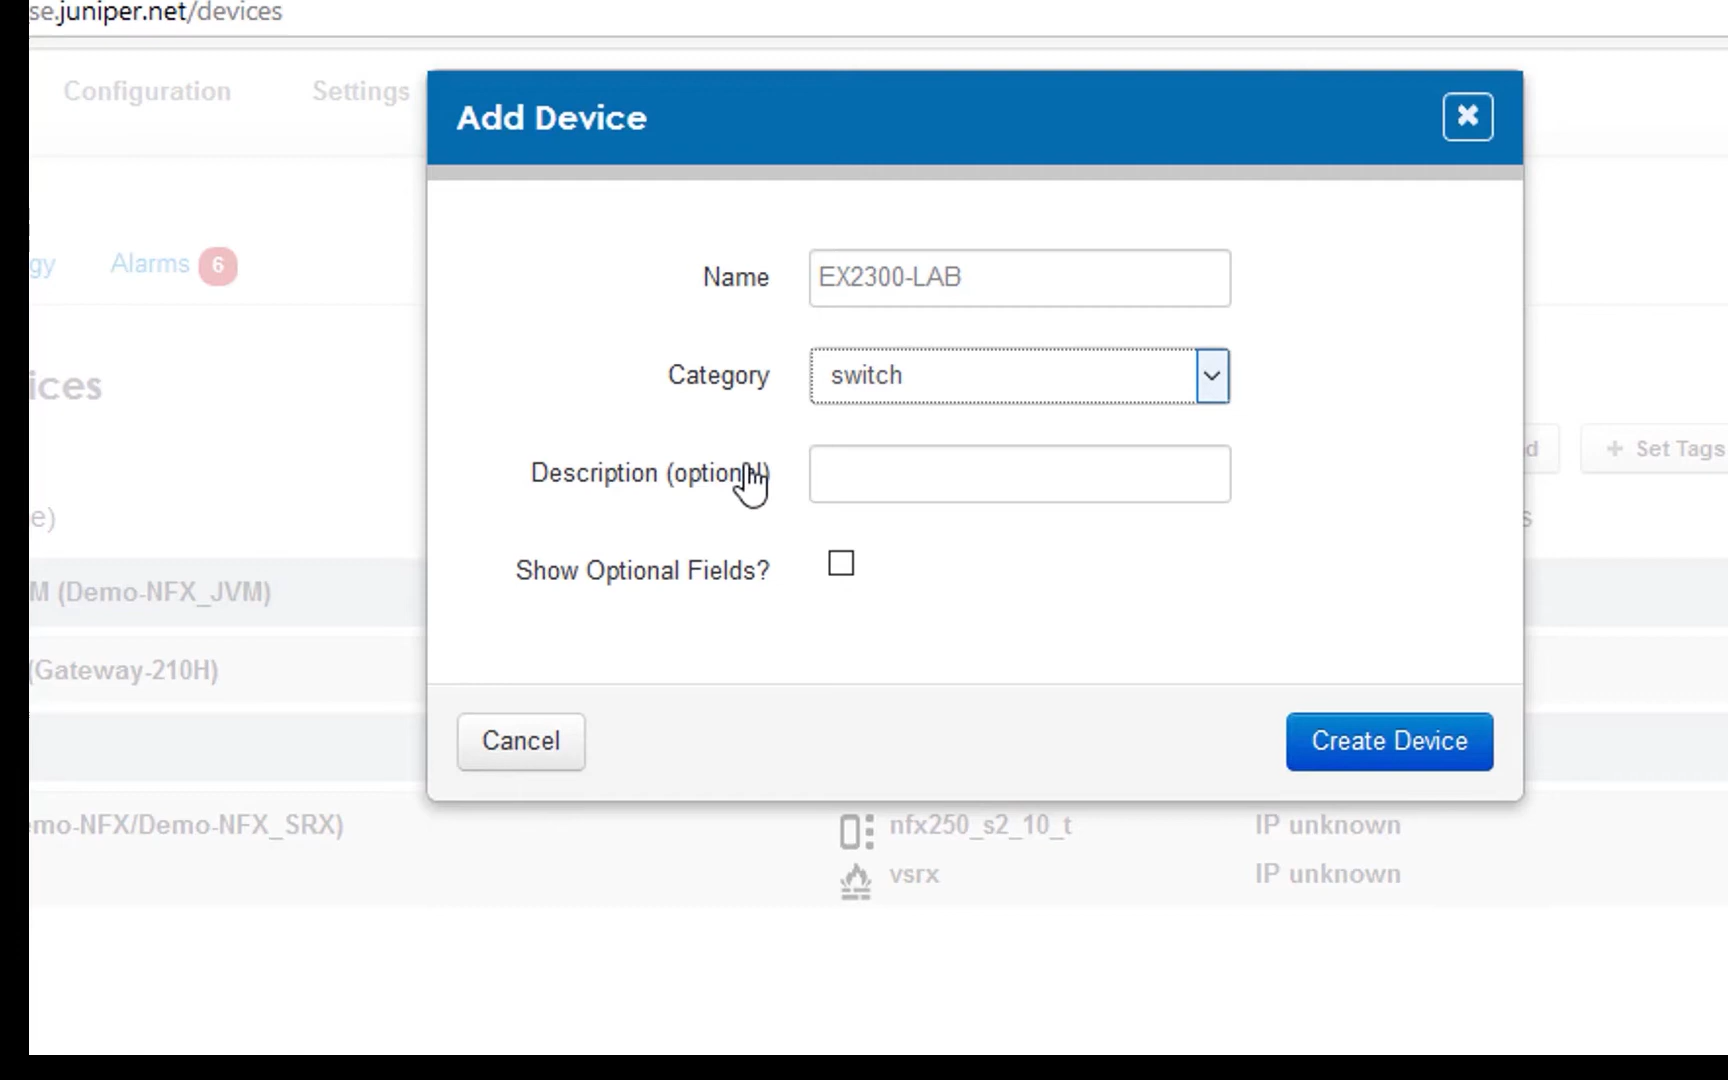 se.juniper.net/devices
Configuration
Settings
Add Device
gy
Alarms 6
Name
EX2300-LAB
Category
switch
ices
Description (optional)
d
+ Set Tags
e)
s
Show Optional Fields?
M (Demo-NFX_JVM)
(Gateway-210H)
Cancel
Create Device
mo-NFX/Demo-NFX_SRX)
nfx250_s2_10_t
IP unknown
vsrx
IP unknown